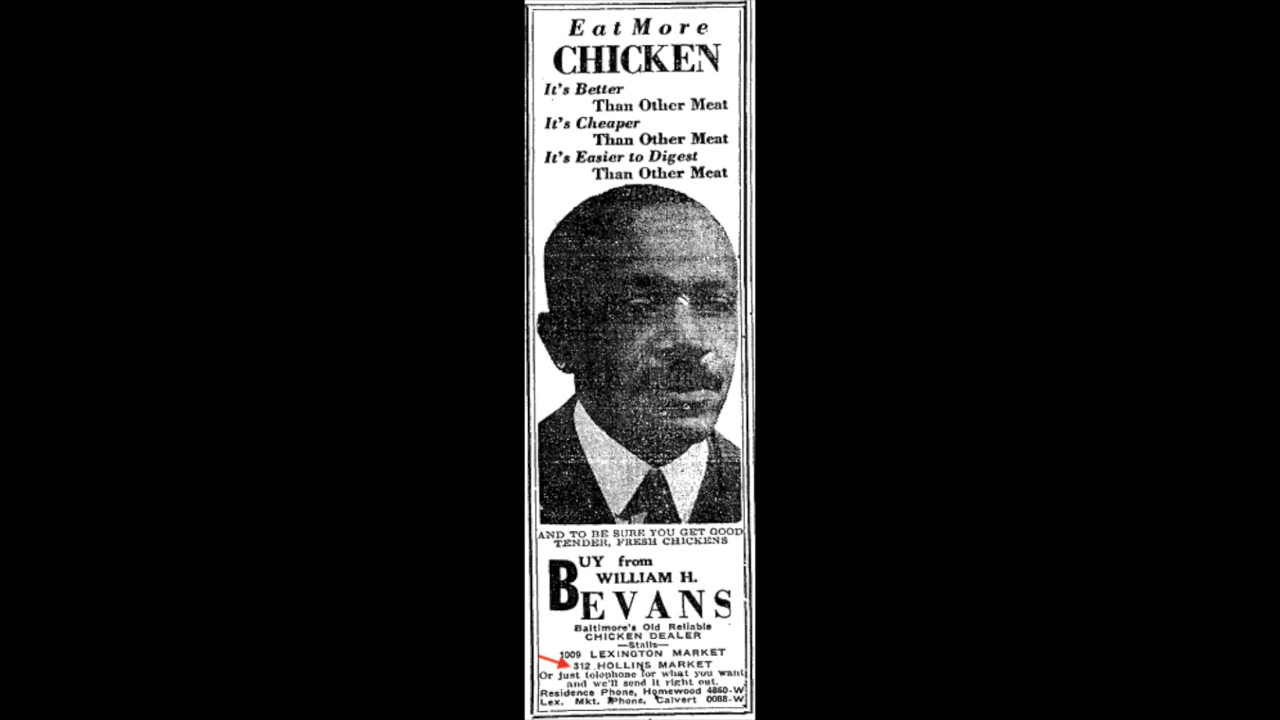 Eat More
CHICKEN
It's Better
Than Other Meat
It's Cheaper
Than Other Meat
It's Easier to Digest
Than Other Meat
AND TO BE SURE YOU GET GOOD
TENDER, FRESH CHICKENS
BUY from
WILLIAM H.
EVANS
Baltimore's Old Reliable
CHICKEN DEALER
—Stalls—
1009 LEXINGTON MARKET
312 HOLLINS MARKET
Or just telephone for what you want
and we'll send it right out.
Residence Phone, Homewood 4860-W
Lex. Mkt. Phone, Calvert 0088-W